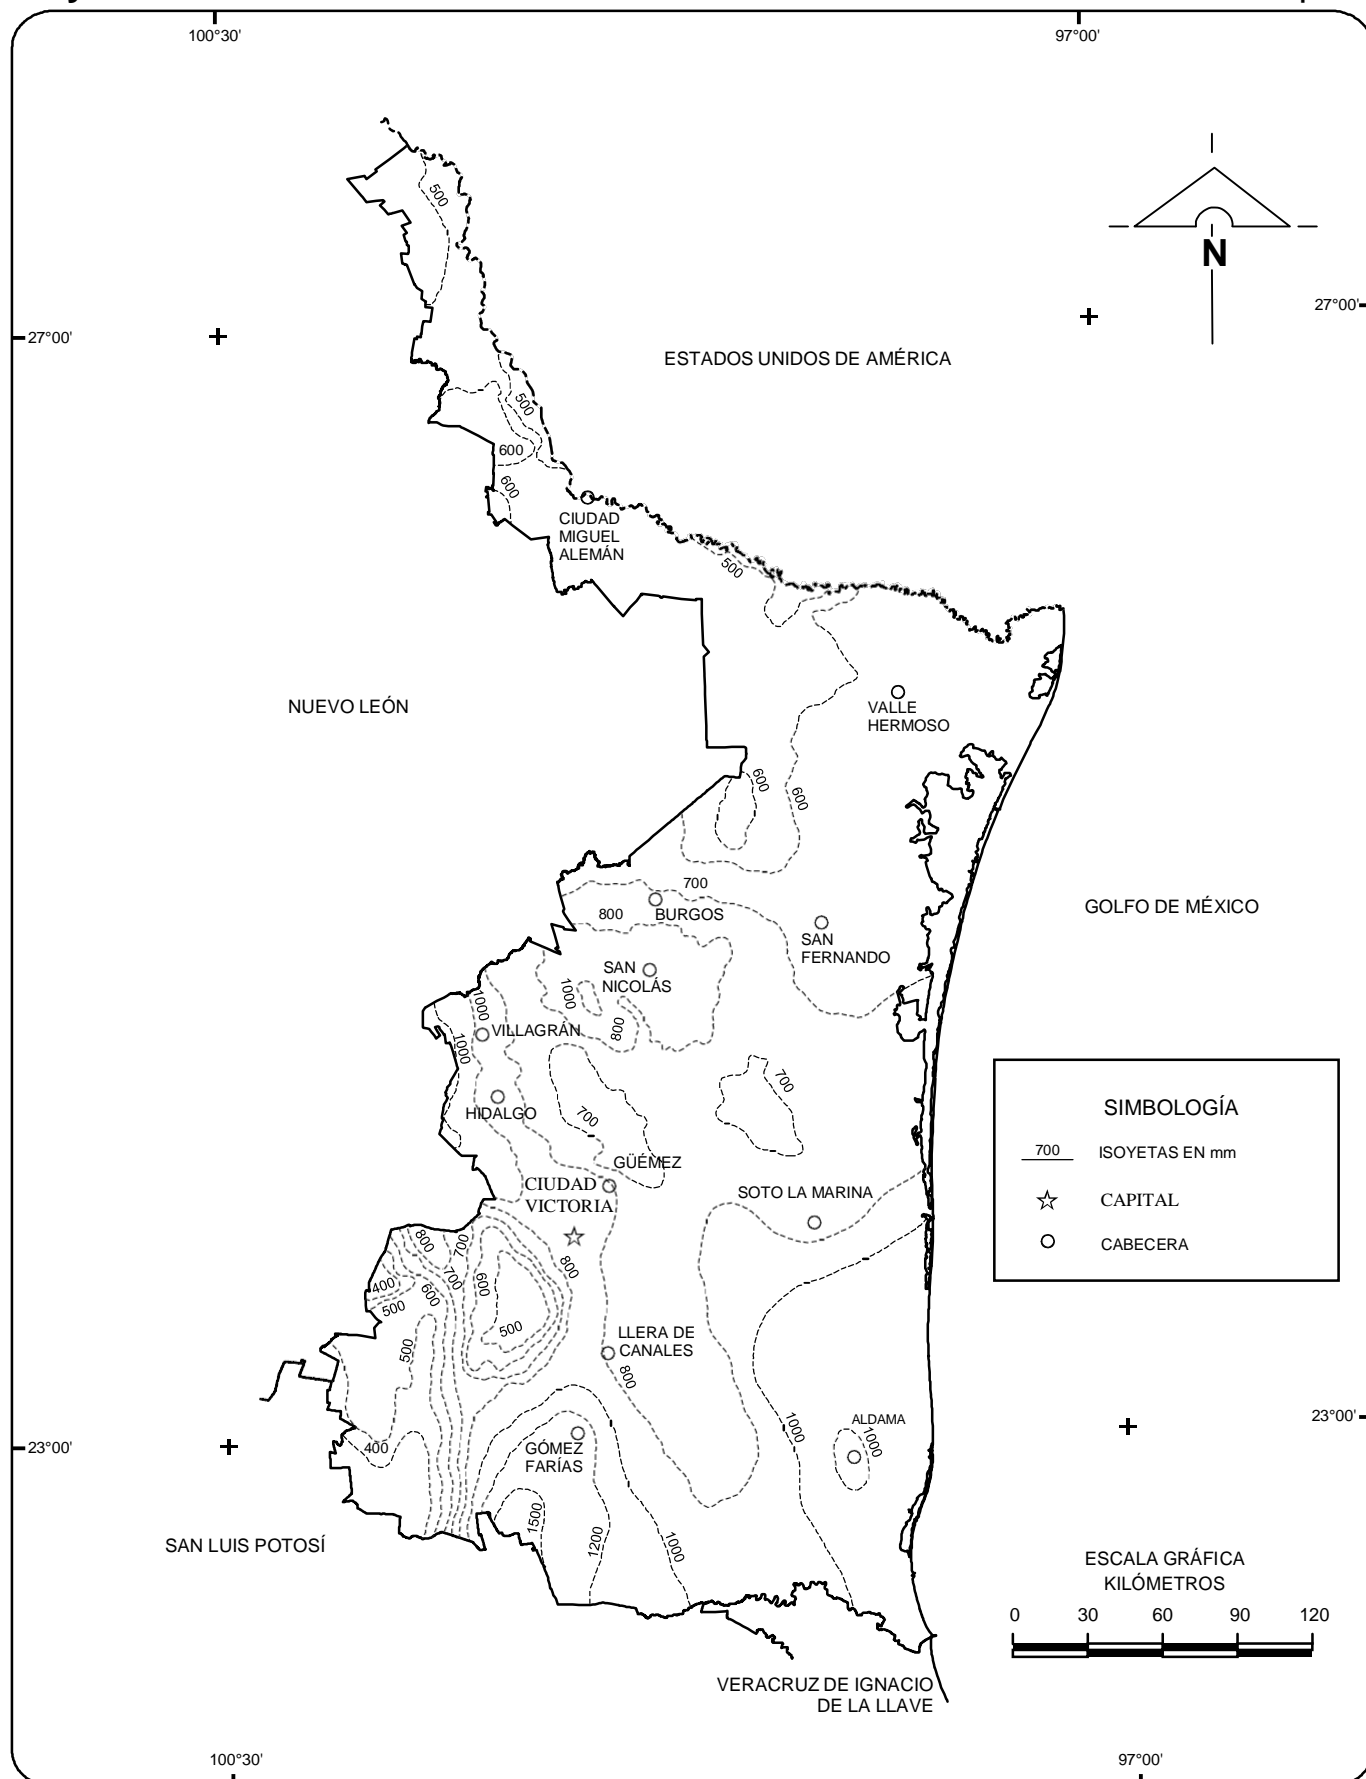 100°30'
97°00'
500
N
27°00'
27°00'
ESTADOS UNIDOS DE AMÉRICA
500
600
600
CIUDAD
MIGUEL
ALEMÁN
500
NUEVO LEÓN
VALLE
HERMOSO
600
600
700
BURGOS
800
SAN
FERNANDO
GOLFO DE MÉXICO
SAN
NICOLÁS
1000
1000
800
VILLAGRÁN
1000
700
700
HIDALGO
GÜÉMEZ
CIUDAD
VICTORIA
SOTO LA MARINA
SIMBOLOGÍA
700
ISOYETAS EN mm
CAPITAL
CABECERA
800
700
800
700
600
400
600
500
500
500
LLERA DE
CANALES
800
1000
ALDAMA
1000
23°00'
23°00'
400
GÓMEZ
FARÍAS
1500
1200
1000
SAN LUIS POTOSÍ
ESCALA GRÁFICA
KILÓMETROS
0 30 60 90 120
VERACRUZ DE IGNACIO
DE LA LLAVE
100°30'
97°00'